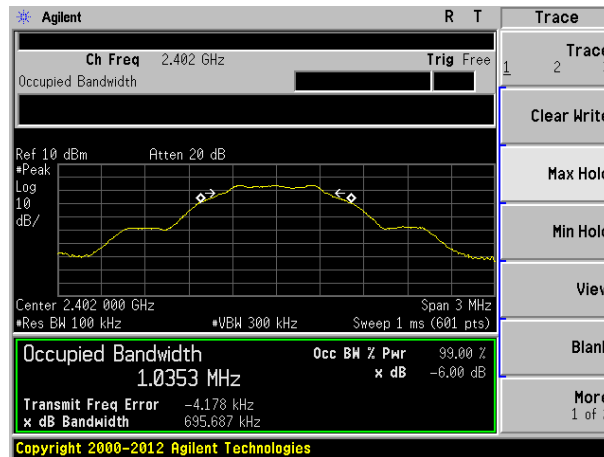 Agilent R T Trace
Ch Freq 2.402 GHz Trig Free
Occupied Bandwidth
Trace
1 2
Clear Write
Max Hold
Min Hold
View
Blank
More
1 of
Ref 10 dBm Atten 20 dB
#Peak
Log
10
dB/
Center 2.402 000 GHz Span 3 MHz
#Res BW 100 kHz #VBW 300 kHz Sweep 1 ms (601 pts)
Occupied Bandwidth Occ BW % Pwr 99.00 %
1.0353 MHz x dB -6.00 dB
Transmit Freq Error -4.178 kHz
x dB Bandwidth 695.687 kHz
Copyright 2000-2012 Agilent Technologies